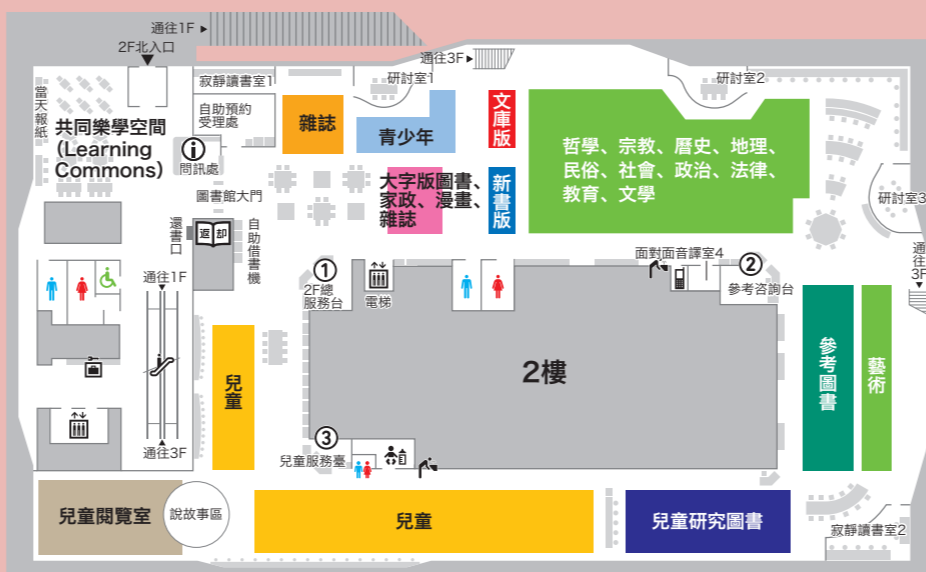 通往1F
2F北入口
當天報紙
共同樂學空間
(Learning
Commons)
寂靜讀書室1
自助預約
受理處
i
問訊處
圖書館大門
還書口
返却
自助借書機
雜誌
研討室1
通往3F
青少年
文庫版
大字版圖書、
家政、漫畫、
雜誌
新書版
研討室2
哲學、宗教、曆史、地理、
民俗、社會、政治、法律、
教育、文學
研討室3
通往3F
通往1F
①
2F總
服務台
電梯
面對面音譯室4
②
參考咨詢台
2樓
兒童
參考圖書
藝術
通往3F
③
兒童服務臺
兒童閱覽室
說故事區
兒童
兒童研究圖書
寂靜讀書室2